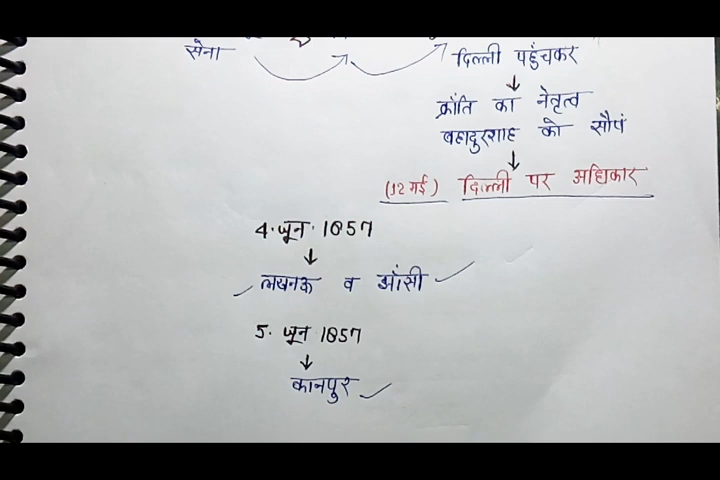 सेना
दिल्ली पहुंचकर
↓
क्राँति का नेतृत्व
बहादुरशाह को सौपं
↓
(12 मई) दिल्ली पर अधिकार
4. जून. 1857
↓
लखनऊ व झाँसी
5. जून 1857
↓
कानपुर